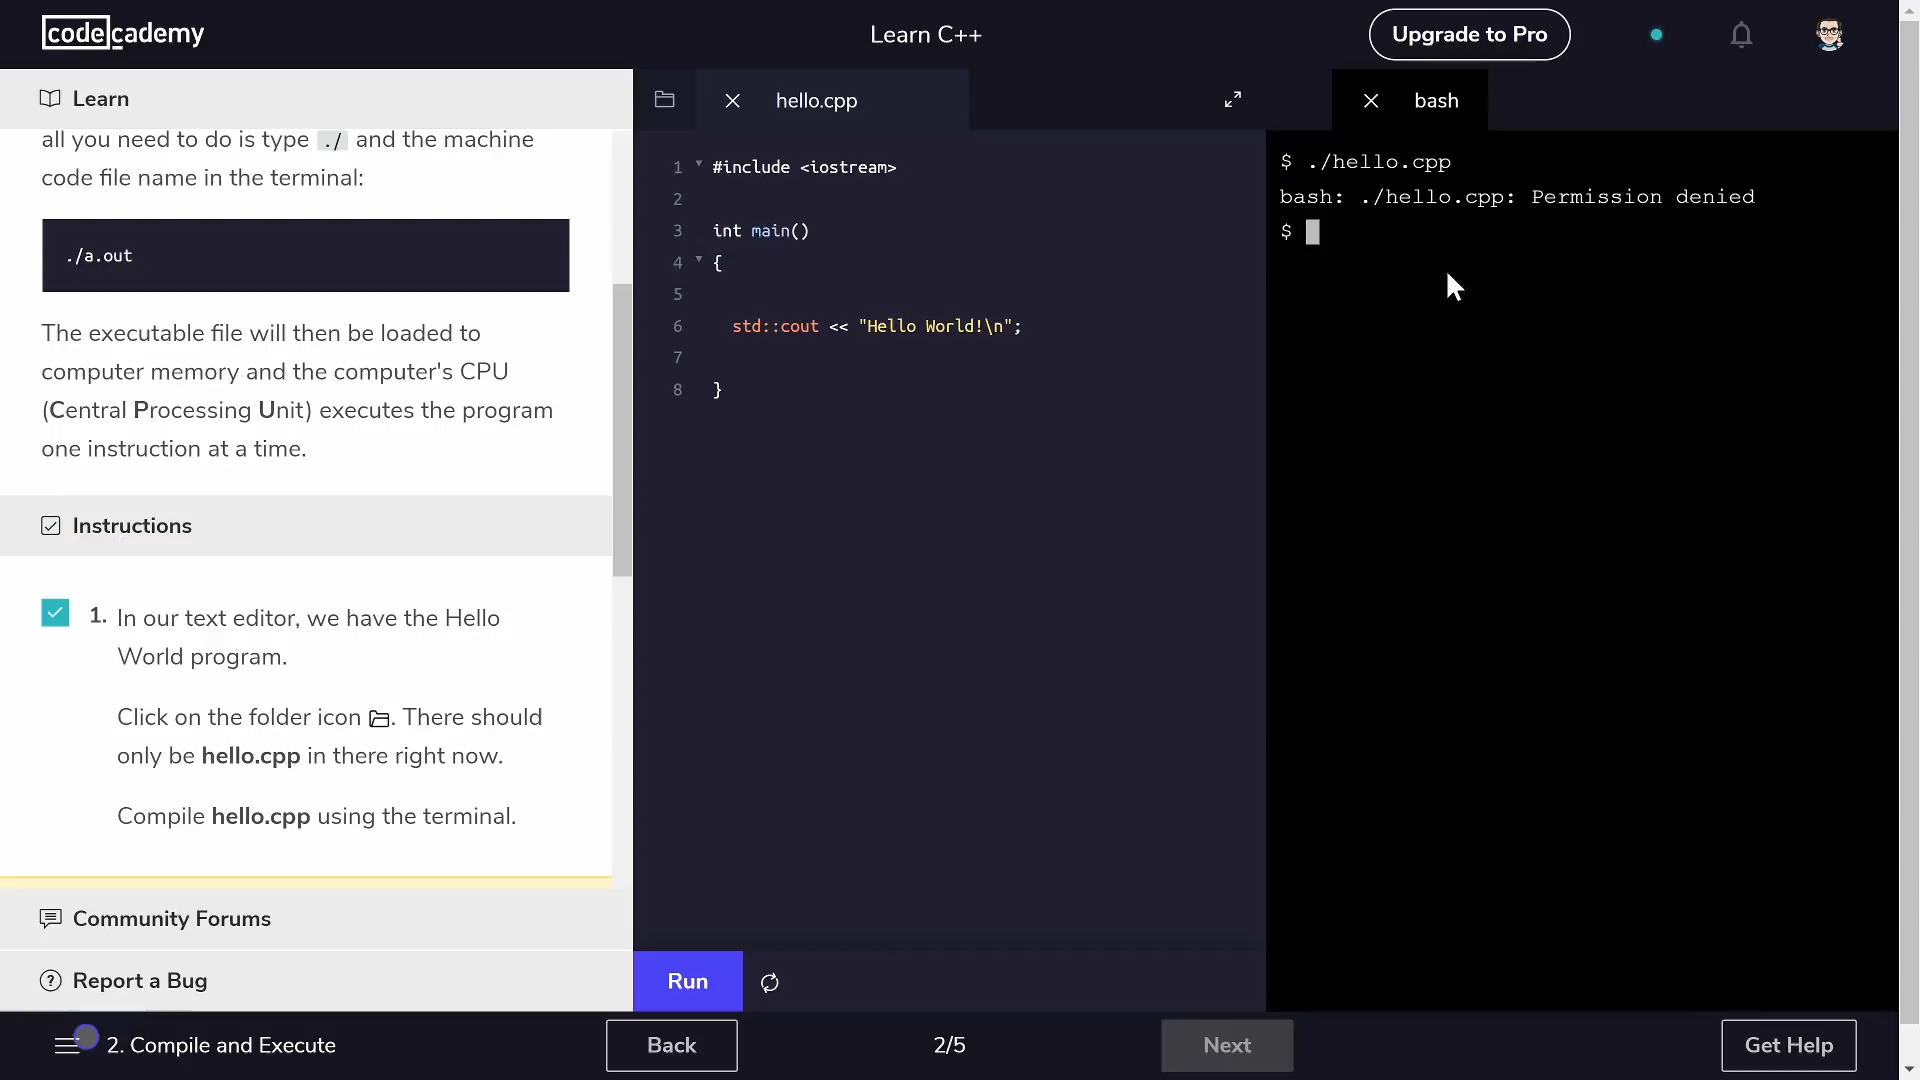 codecademy
Learn C++
Upgrade to Pro
Learn
all you need to do is type ./ and the machine
code file name in the terminal:
./a.out
The executable file will then be loaded to
computer memory and the computer's CPU
(Central Processing Unit) executes the program
one instruction at a time.
Instructions
1. In our text editor, we have the Hello
World program.
Click on the folder icon . There should
only be hello.cpp in there right now.
Compile hello.cpp using the terminal.
Community Forums
Report a Bug
hello.cpp
1 #include <iostream>
2
3 int main()
4 {
5
6 std::cout << "Hello World!\n";
7
8 }
Run
bash
$ ./hello.cpp
bash: ./hello.cpp: Permission denied
$
2. Compile and Execute
Back
2/5
Next
Get Help